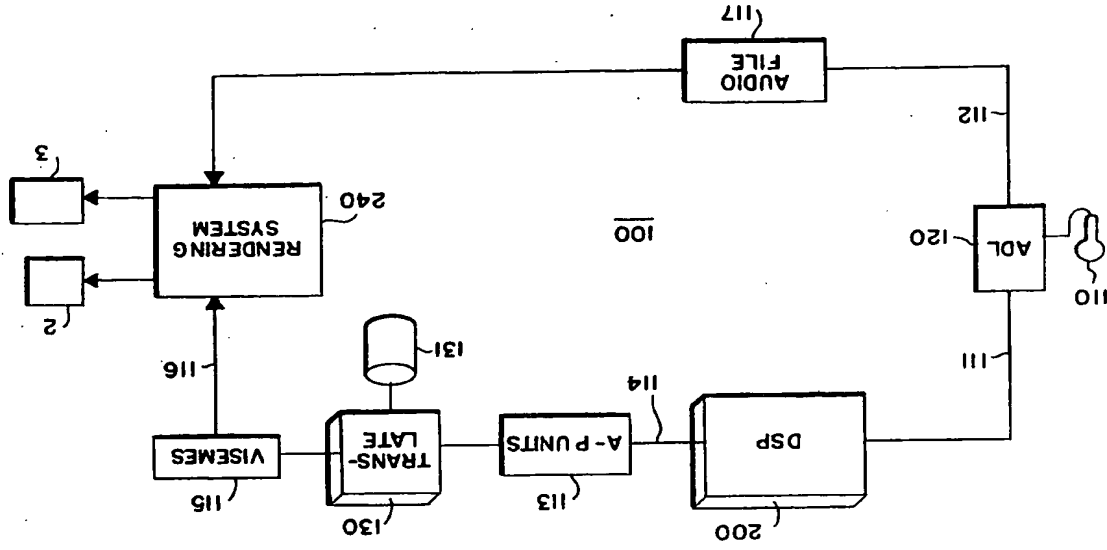 200
113
130
115
DSP
A-P UNITS
TRANS-
LATE
VISEMES
114
111
131
116
2
110
ADL
120
100
RENDERING
SYSTEM
240
3
112
AUDIO
FILE
117